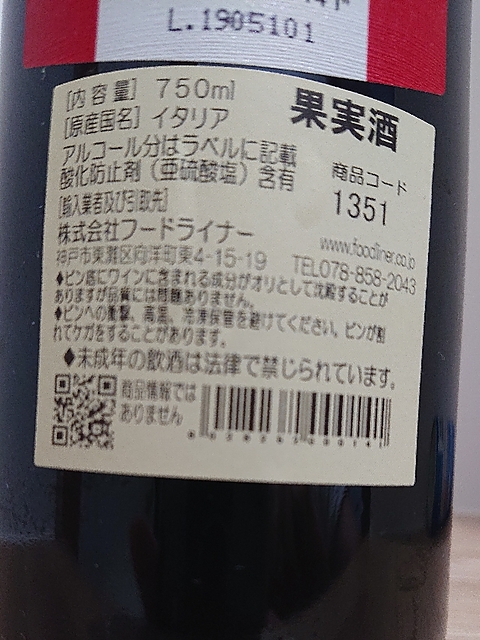 L.1905101
[内容量] 750ml
果実酒
[原産国名] イタリア
アルコール分はラベルに記載
酸化防止剤(亜硫酸塩)含有
商品コード
1351
[輸入業者及び引取先]
株式会社フードライナー
www.foodliner.co.jp
神戸市東灘区向洋町東4-15-19 TEL078-858-2043
◆ビン底にワインに含まれる成分がオリとして沈殿することが
ありますが品質には問題ありません。
◆ビンへの衝撃、高温、冷凍保管を避けてください。ビンが割
れてケガをすることがあります。
◆未成年の飲酒は法律で禁じられています。
商品情報では
ありません